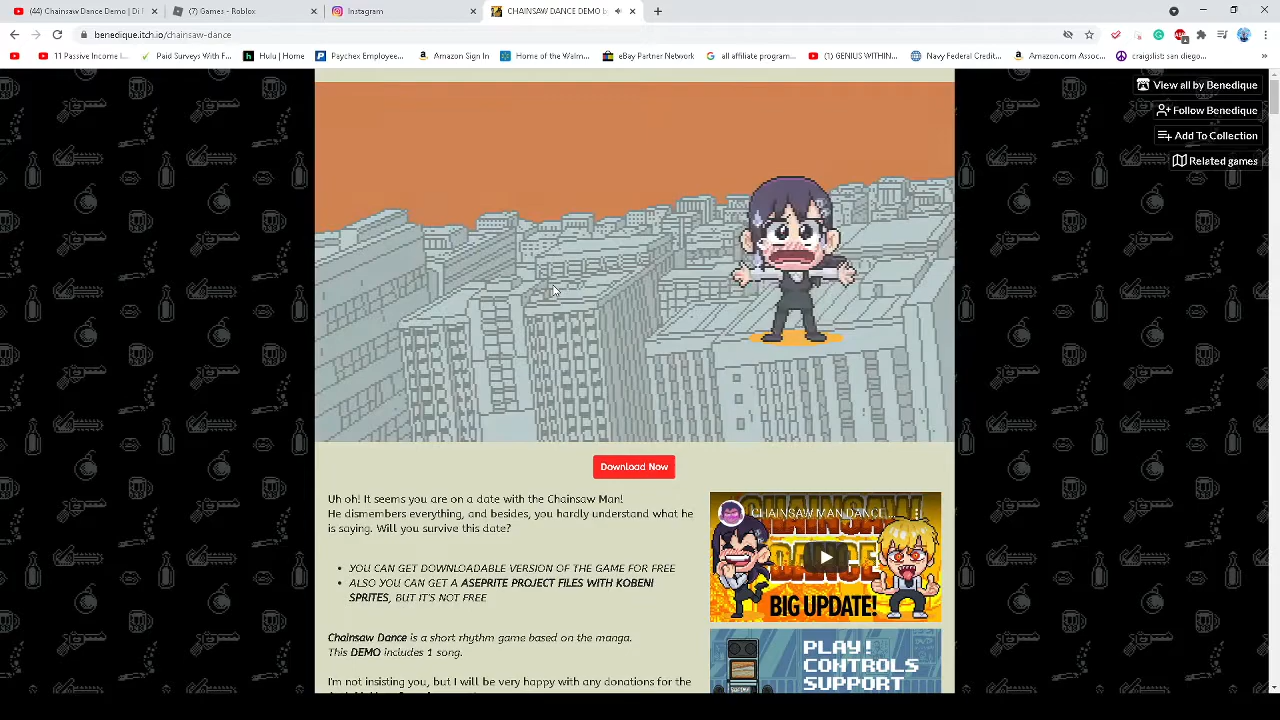 (44) Chainsaw Dance Demo | Di
(7) Games - Roblox
Instagram
CHAINSAW DANCE DEMO b
benedique.itch.io/chainsaw-dance
11 Passive Income I...
Paid Surveys With F...
Hulu | Home
Paychex Employee...
Amazon Sign In
Home of the Walm...
eBay Partner Network
all affiliate program...
(1) GENIUS WITHIN...
Navy Federal Credit...
Amazon.com Assoc...
craigslist san diego...
View all by Benedique
Follow Benedique
Add To Collection
Related games
Download Now
Uh oh! It seems you are on a date with the Chainsaw Man!
He dismembers everything, and besides, you hardly understand what he
is saying. Will you survive this date?
YOU CAN GET DOWNLOADABLE VERSION OF THE GAME FOR FREE
ALSO YOU CAN GET A ASEPRITE PROJECT FILES WITH KOBENI
SPRITES, BUT IT'S NOT FREE
Chainsaw Dance is a short rhythm game based on the manga.
This DEMO includes 1 song.
I'm not raising you, but I will be very happy with any donations for the
CHAINSAW MAN DANCE...
CHAINSAW
DANCE
BIG UPDATE!
PLAY!
CONTROLS
SUPPORT